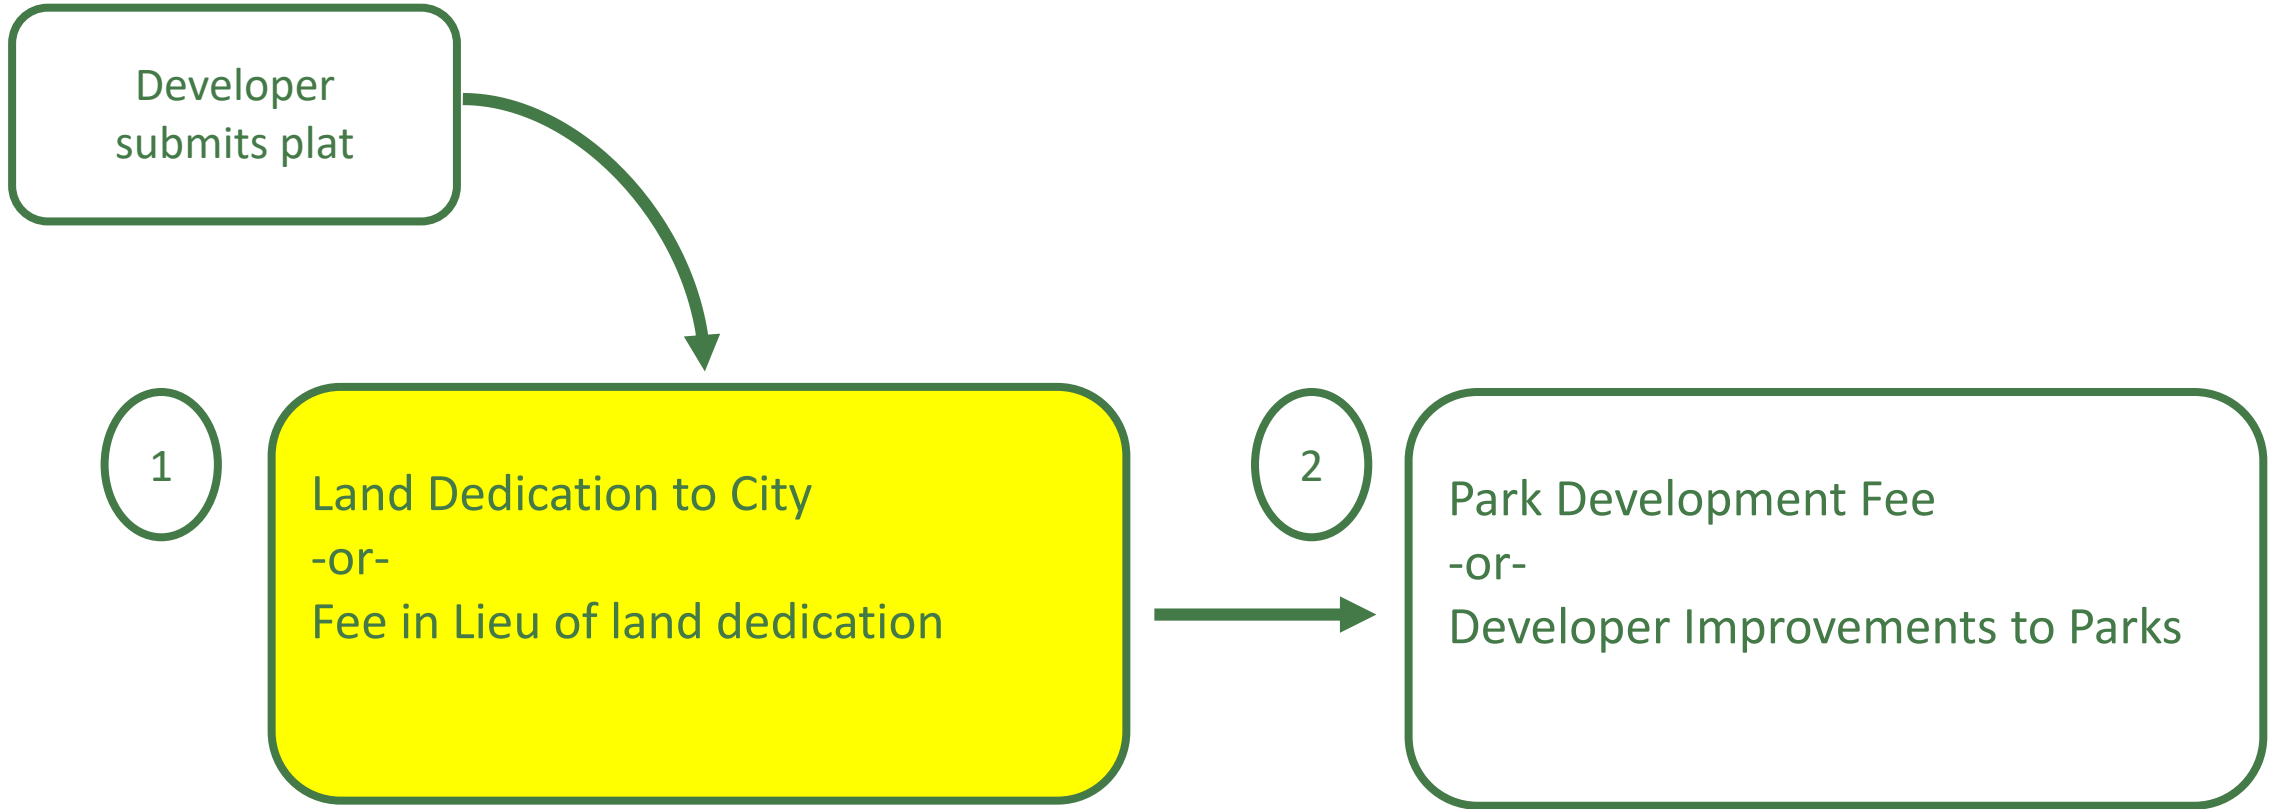 Developer
submits plat
1
Land Dedication to City
-or-
Fee in Lieu of land dedication
2
Park Development Fee
-or-
Developer Improvements to Parks